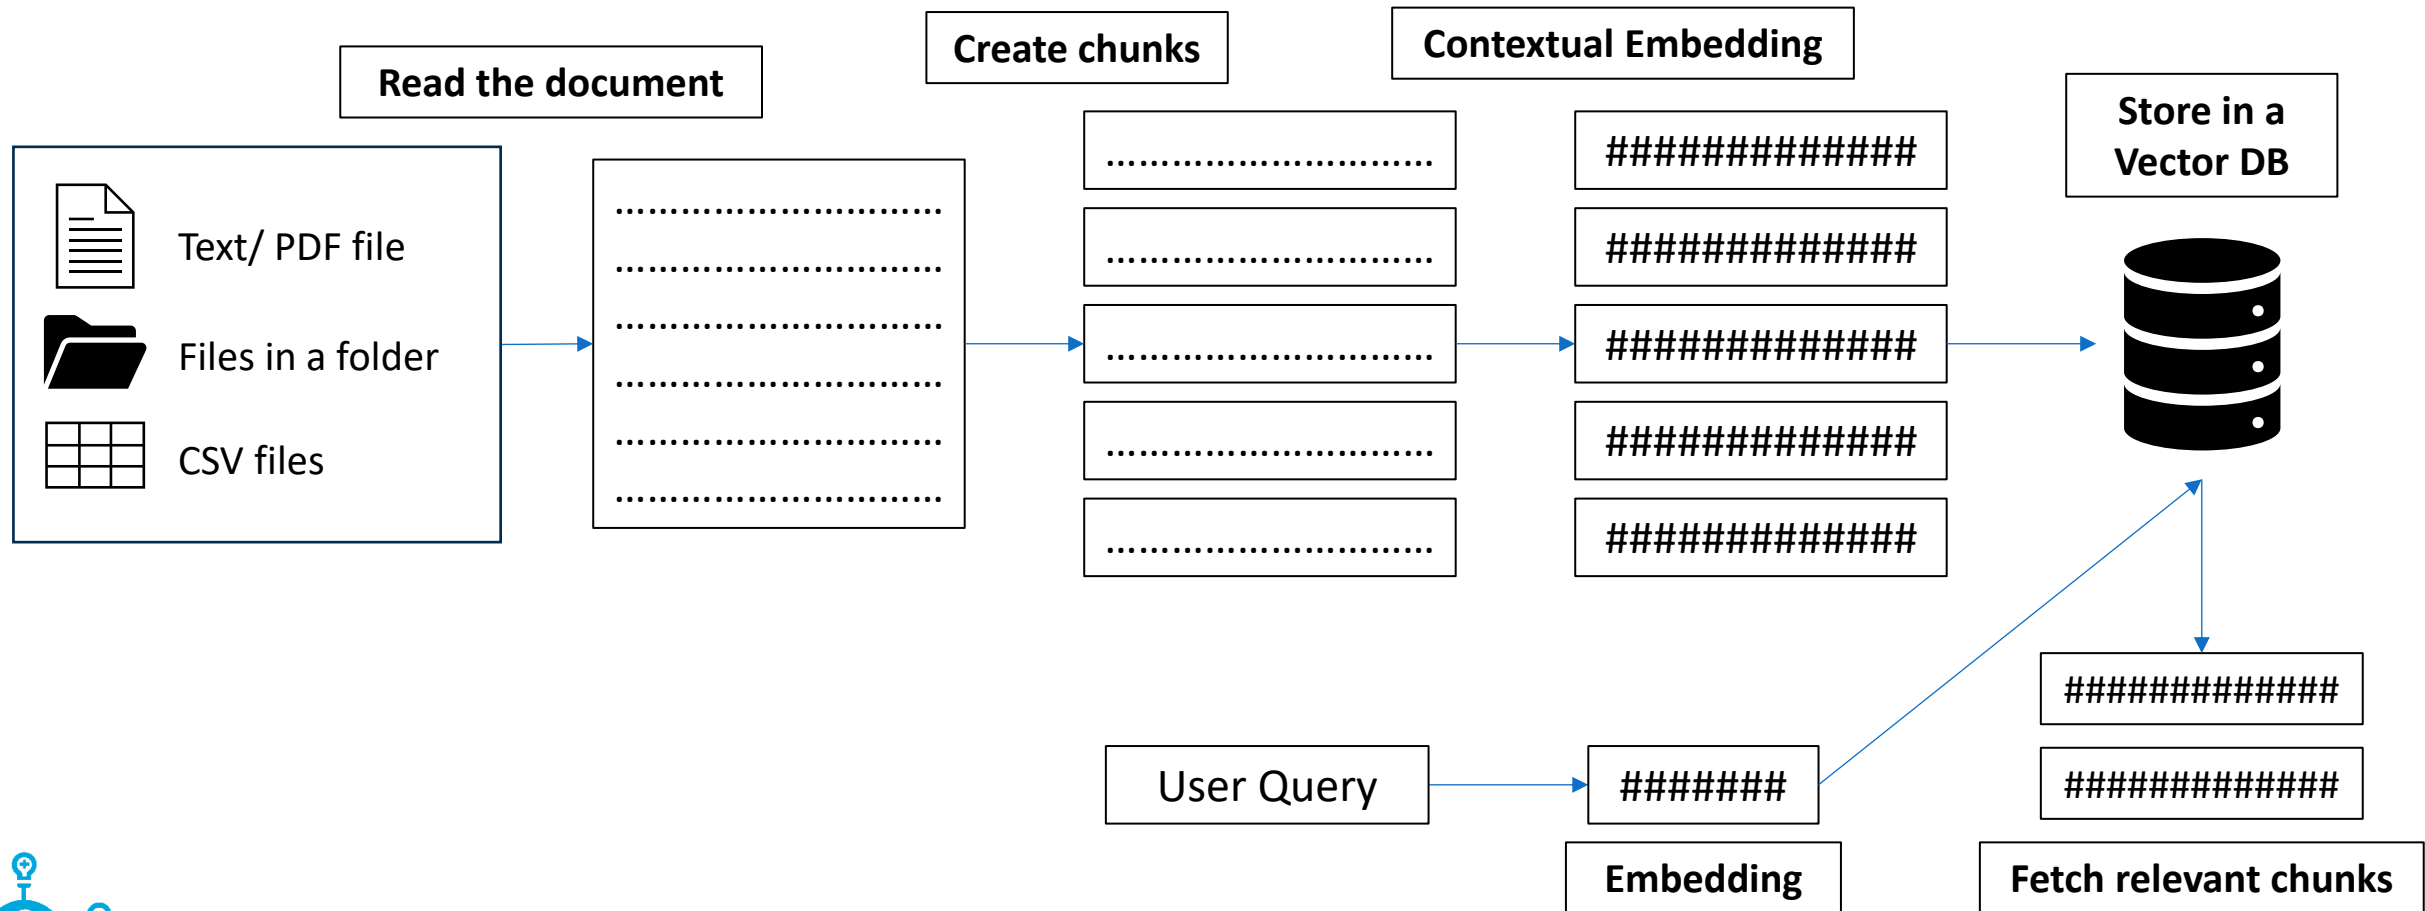 Read the document
Create chunks
Contextual Embedding
Store in a
Vector DB
Text/ PDF file
Files in a folder
CSV files
……………………………
……………………………
……………………………
……………………………
……………………………
……………………………
……………………………
……………………………
……………………………
……………………………
……………………………
#############
#############
#############
#############
#############
User Query
#######
Embedding
#############
#############
Fetch relevant chunks